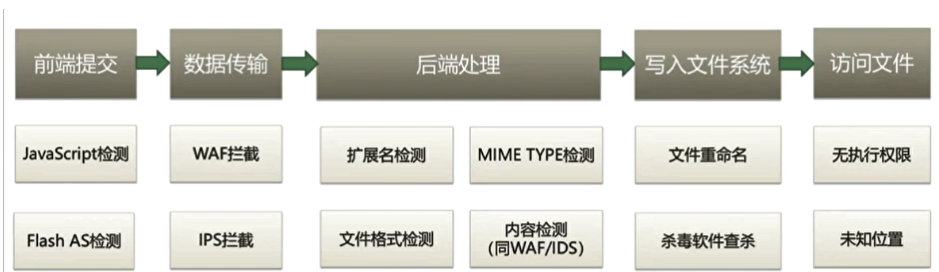 前端提交
数据传输
后端处理
写入文件系统
访问文件
JavaScript检测
WAF拦截
扩展名检测
MIME TYPE检测
文件重命名
无执行权限
Flash AS检测
IPS拦截
文件格式检测
内容检测
（同WAF/IDS）
杀毒软件查杀
未知位置